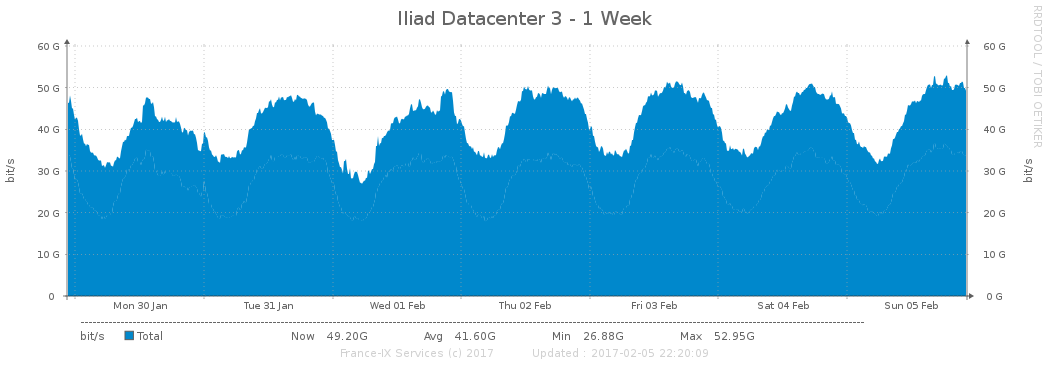 Iliad Datacenter 3 - 1 Week
RRDTOOL / TOBI OETIKER
60 G 60 G
50 G 50 G
40 G 40 G
30 G 30 G
20 G 20 G
10 G 10 G
0 0 G
bit/s bit/s
Mon 30 Jan Tue 31 Jan Wed 01 Feb Thu 02 Feb Fri 03 Feb Sat 04 Feb Sun 05 Feb
bit/s Total Now 49.20G Avg 41.60G Min 26.88G Max 52.95G
France-IX Services (c) 2017 Updated : 2017-02-05 22:20:09